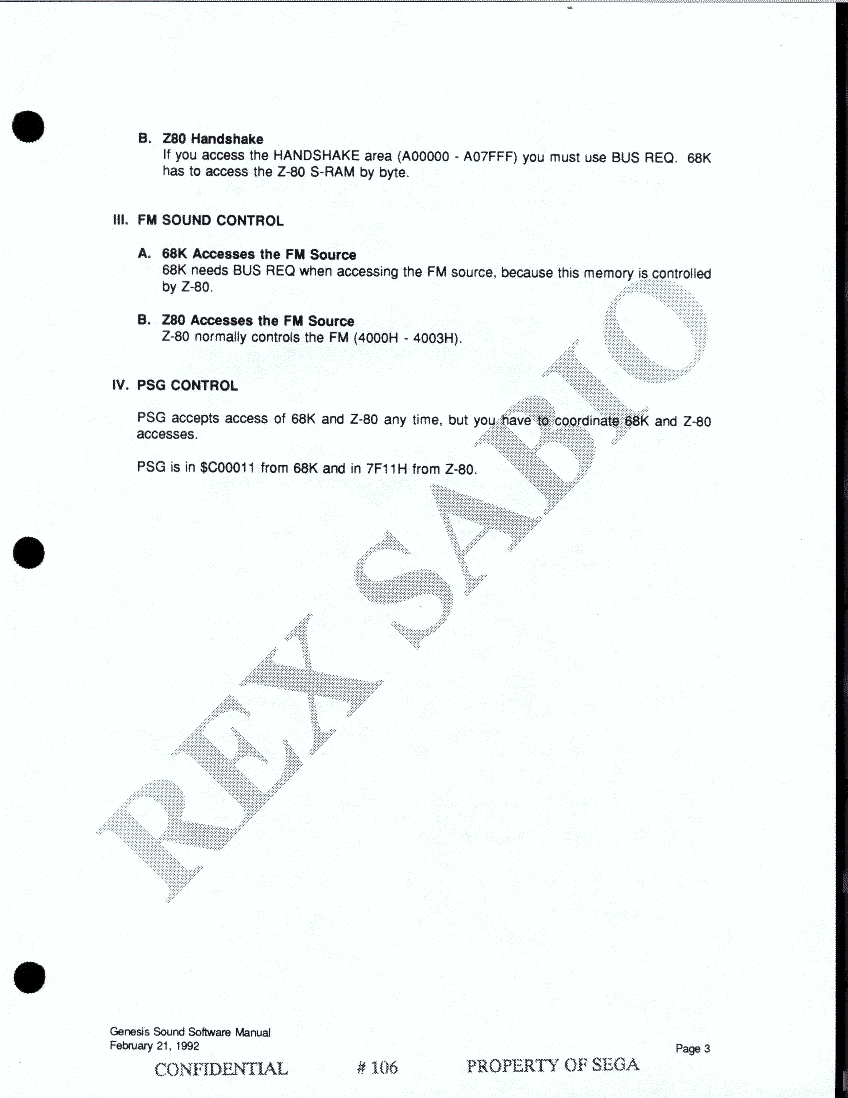 B. Z80 Handshake
If you access the HANDSHAKE area (A00000 - A07FFF) you must use BUS REQ. 68K
has to access the Z-80 S-RAM by byte.
III. FM SOUND CONTROL
A. 68K Accesses the FM Source
68K needs BUS REQ when accessing the FM source, because this memory is controlled
by Z-80.
B. Z80 Accesses the FM Source
Z-80 normally controls the FM (4000H - 4003H).
IV. PSG CONTROL
PSG accepts access of 68K and Z-80 any time, but you have to coordinate 68K and Z-80
accesses.
PSG is in $C00011 from 68K and in 7F11H from Z-80.
REX SABIO
Genesis Sound Software Manual
February 21, 1992
Page 3
CONFIDENTIAL # 106 PROPERTY OF SEGA